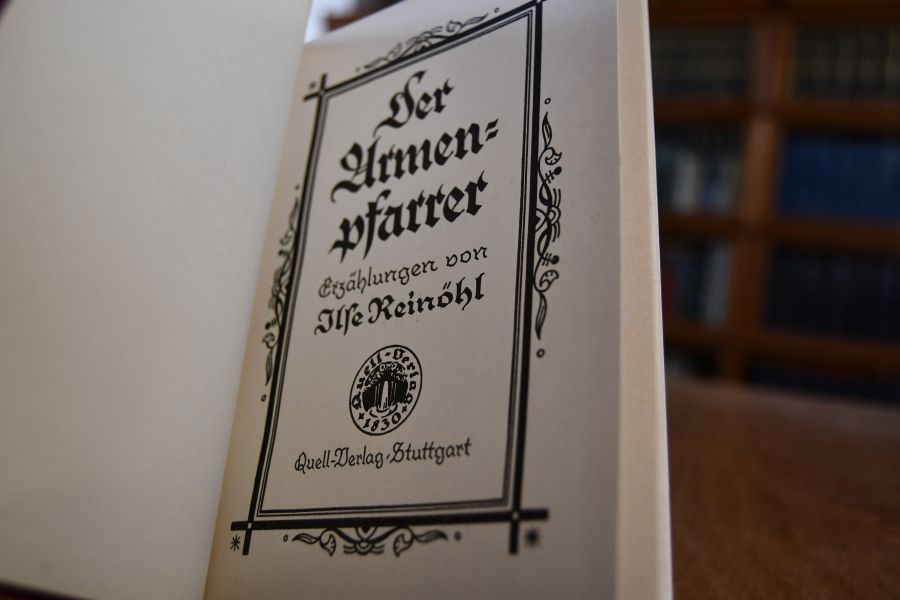 Der
Armen-
pfarrer
Erzählungen von
Ilse Reinöhl
Quell-Verlag
1830
Quell-Verlag, Stuttgart